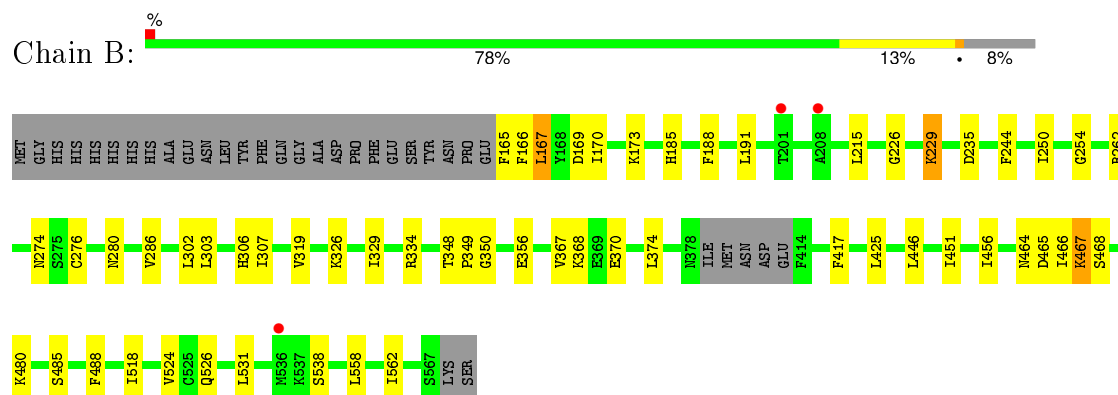 %
Chain B:
78% 13% • 8%
MET GLY HIS HIS HIS HIS HIS HIS ALA GLU ASN LEU TYR PHE GLN GLY ALA ASP PRO PHE GLU SER TYR ASN PRO GLU F165 F166 L167 Y168 D169 I170 K173 H185 F188 L191 T201 A208 L215 G226 K229 D235 F244 I250 G254
N274 S275 C276 N280 V286 L302 L303 H306 I307 V319 K326 I329 R334 T348 P349 G350 E356 V367 K368 E369 E370 L374 N378 ILE MET ASN ASP GLU F414 F417 L425 L446 I451 I456 N464 D465 I466 K467 S468
K480 S485 F488 I518 V524 C525 Q526 L531 M536 K537 S538 L558 I562 S567 LYS SER